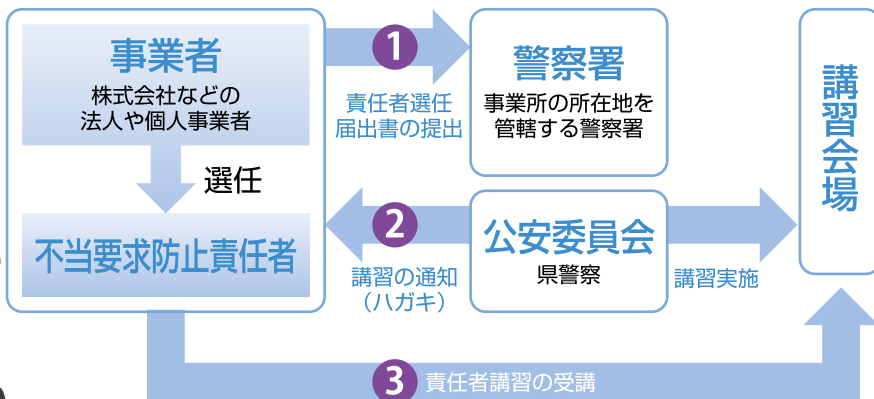 事業者
株式会社などの
法人や個人事業者
選任
不当要求防止責任者
1
責任者選任
届出書の提出
警察署
事業所の所在地を
管轄する警察署
2
講習の通知
（ハガキ）
公安委員会
県警察
講習実施
講習会場
3 責任者講習の受講